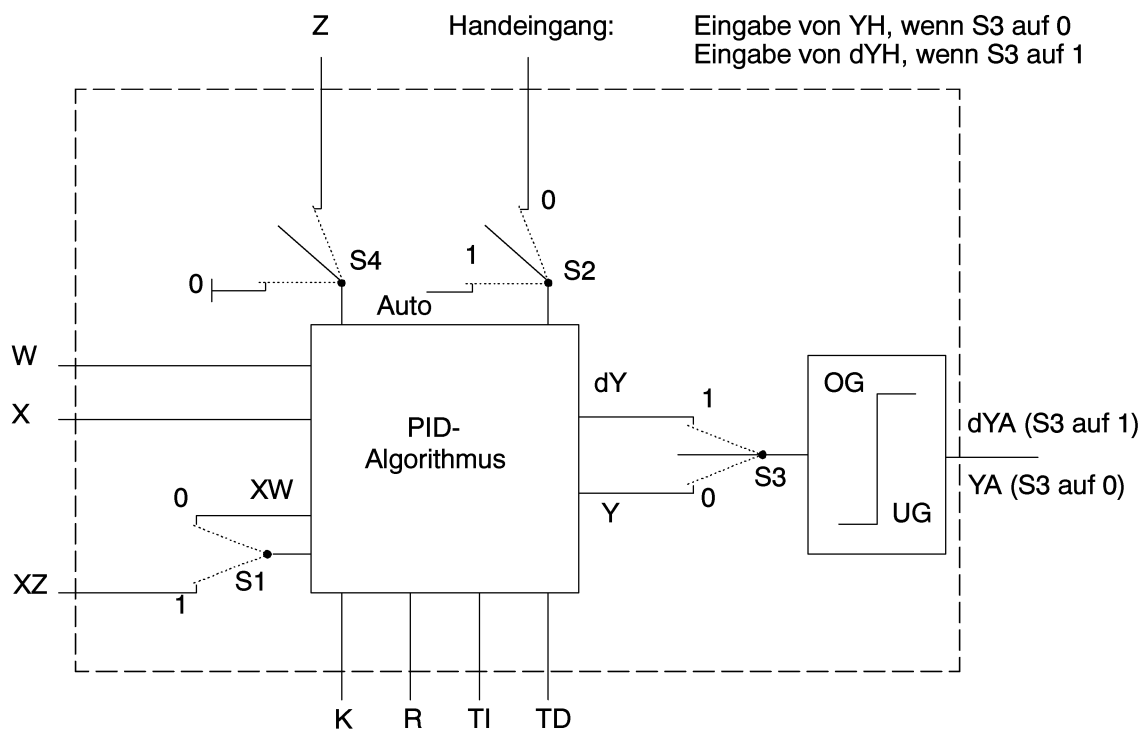 Z
Handeingang:
Eingabe von YH, wenn S3 auf 0
Eingabe von dYH, wenn S3 auf 1
0
S4
0
1
S2
Auto
W
X
PID-
Algorithmus
dY
1
S3
0
Y
OG
UG
dYA (S3 auf 1)
YA (S3 auf 0)
0
XW
S1
XZ
1
K
R
TI
TD